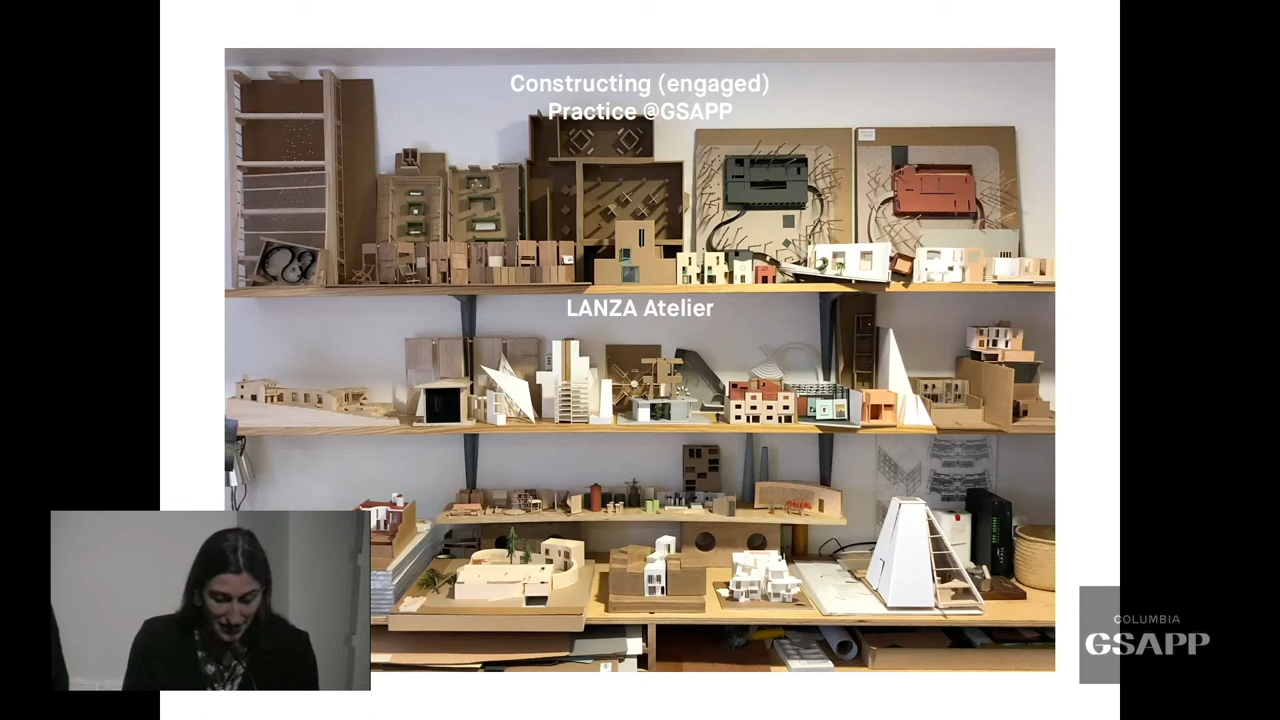 Constructing (engaged)
Practice @GSAPP
LANZA Atelier
COLUMBIA
GSAPP